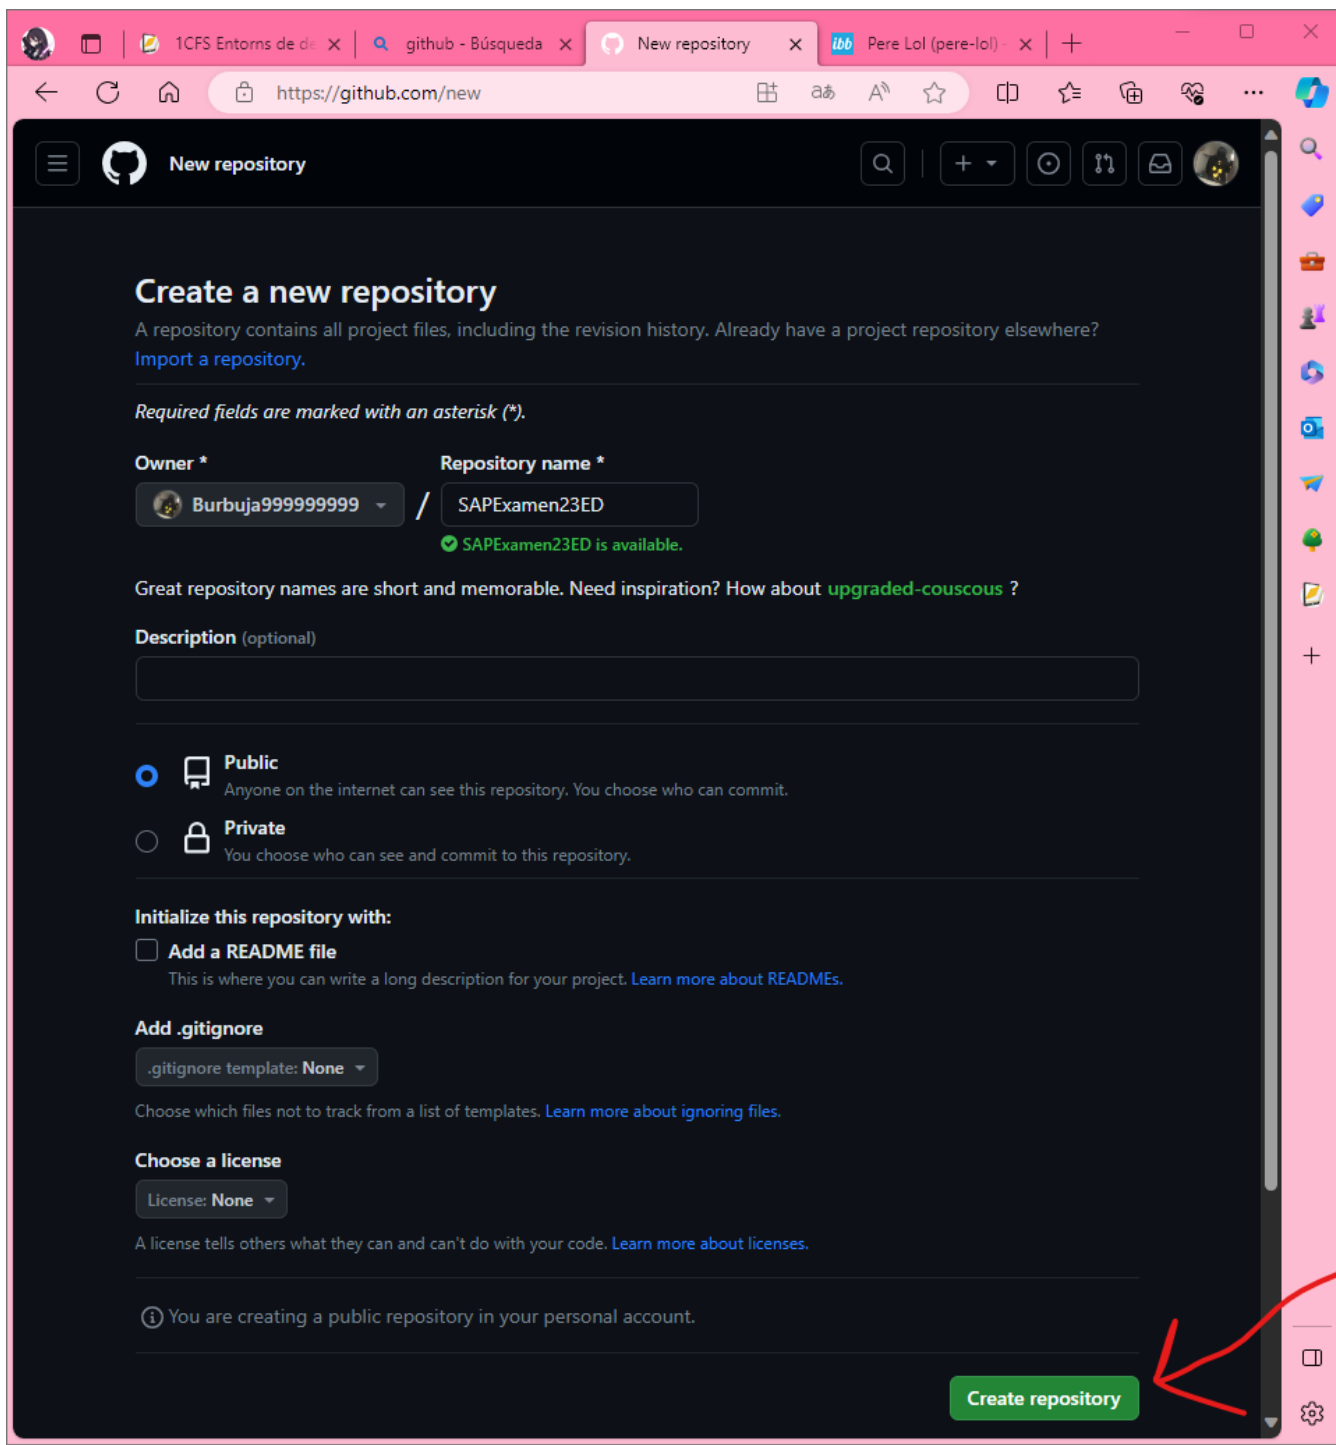 1CFS Entorns de de
github - Búsqueda
New repository
ibb
Pere Lol (pere-lol) -
https://github.com/new
New repository
Create a new repository
A repository contains all project files, including the revision history. Already have a project repository elsewhere?
Import a repository.
Required fields are marked with an asterisk (*).
Owner *
Repository name *
Burbuja999999999
/
SAPExamen23ED
SAPExamen23ED is available.
Great repository names are short and memorable. Need inspiration? How about upgraded-couscous ?
Description (optional)
Public
Anyone on the internet can see this repository. You choose who can commit.
Private
You choose who can see and commit to this repository.
Initialize this repository with:
Add a README file
This is where you can write a long description for your project. Learn more about READMEs.
Add .gitignore
.gitignore template: None
Choose which files not to track from a list of templates. Learn more about ignoring files.
Choose a license
License: None
A license tells others what they can and can't do with your code. Learn more about licenses.
You are creating a public repository in your personal account.
Create repository